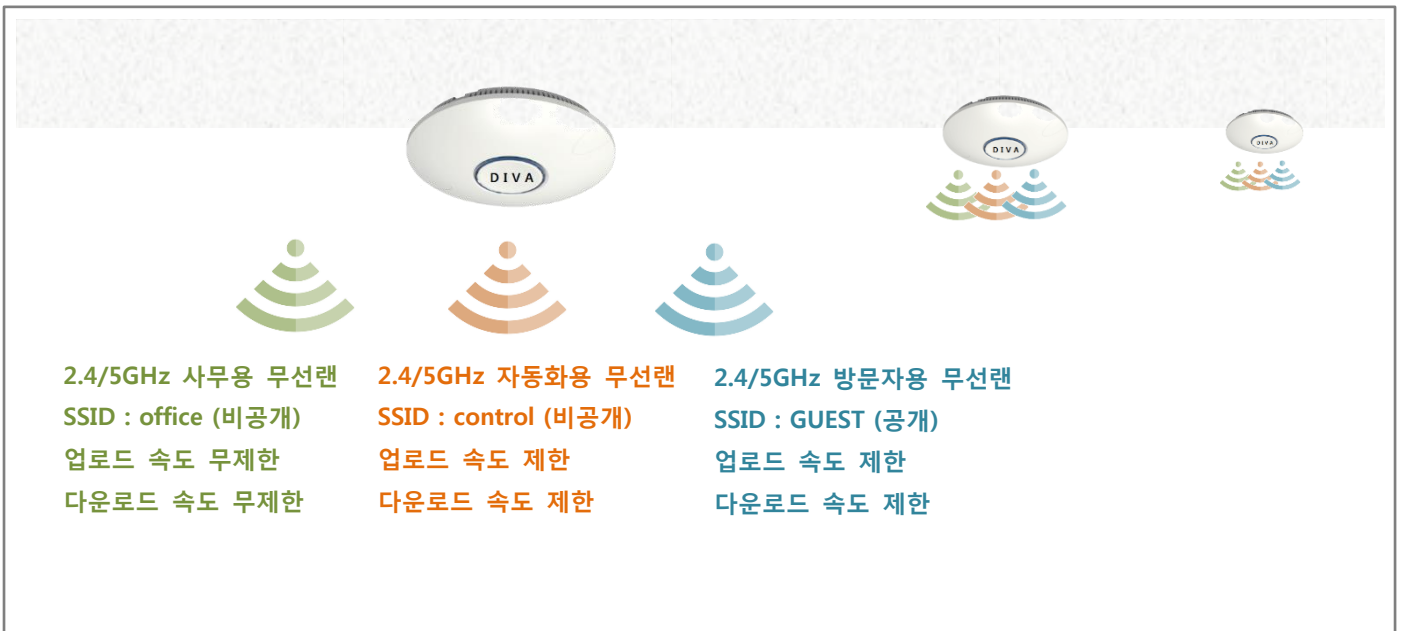 DIVA
DIVA
DIVA
2.4/5GHz 사무용 무선랜
SSID : office (비공개)
업로드 속도 무제한
다운로드 속도 무제한
2.4/5GHz 자동화용 무선랜
SSID : control (비공개)
업로드 속도 제한
다운로드 속도 제한
2.4/5GHz 방문자용 무선랜
SSID : GUEST (공개)
업로드 속도 제한
다운로드 속도 제한